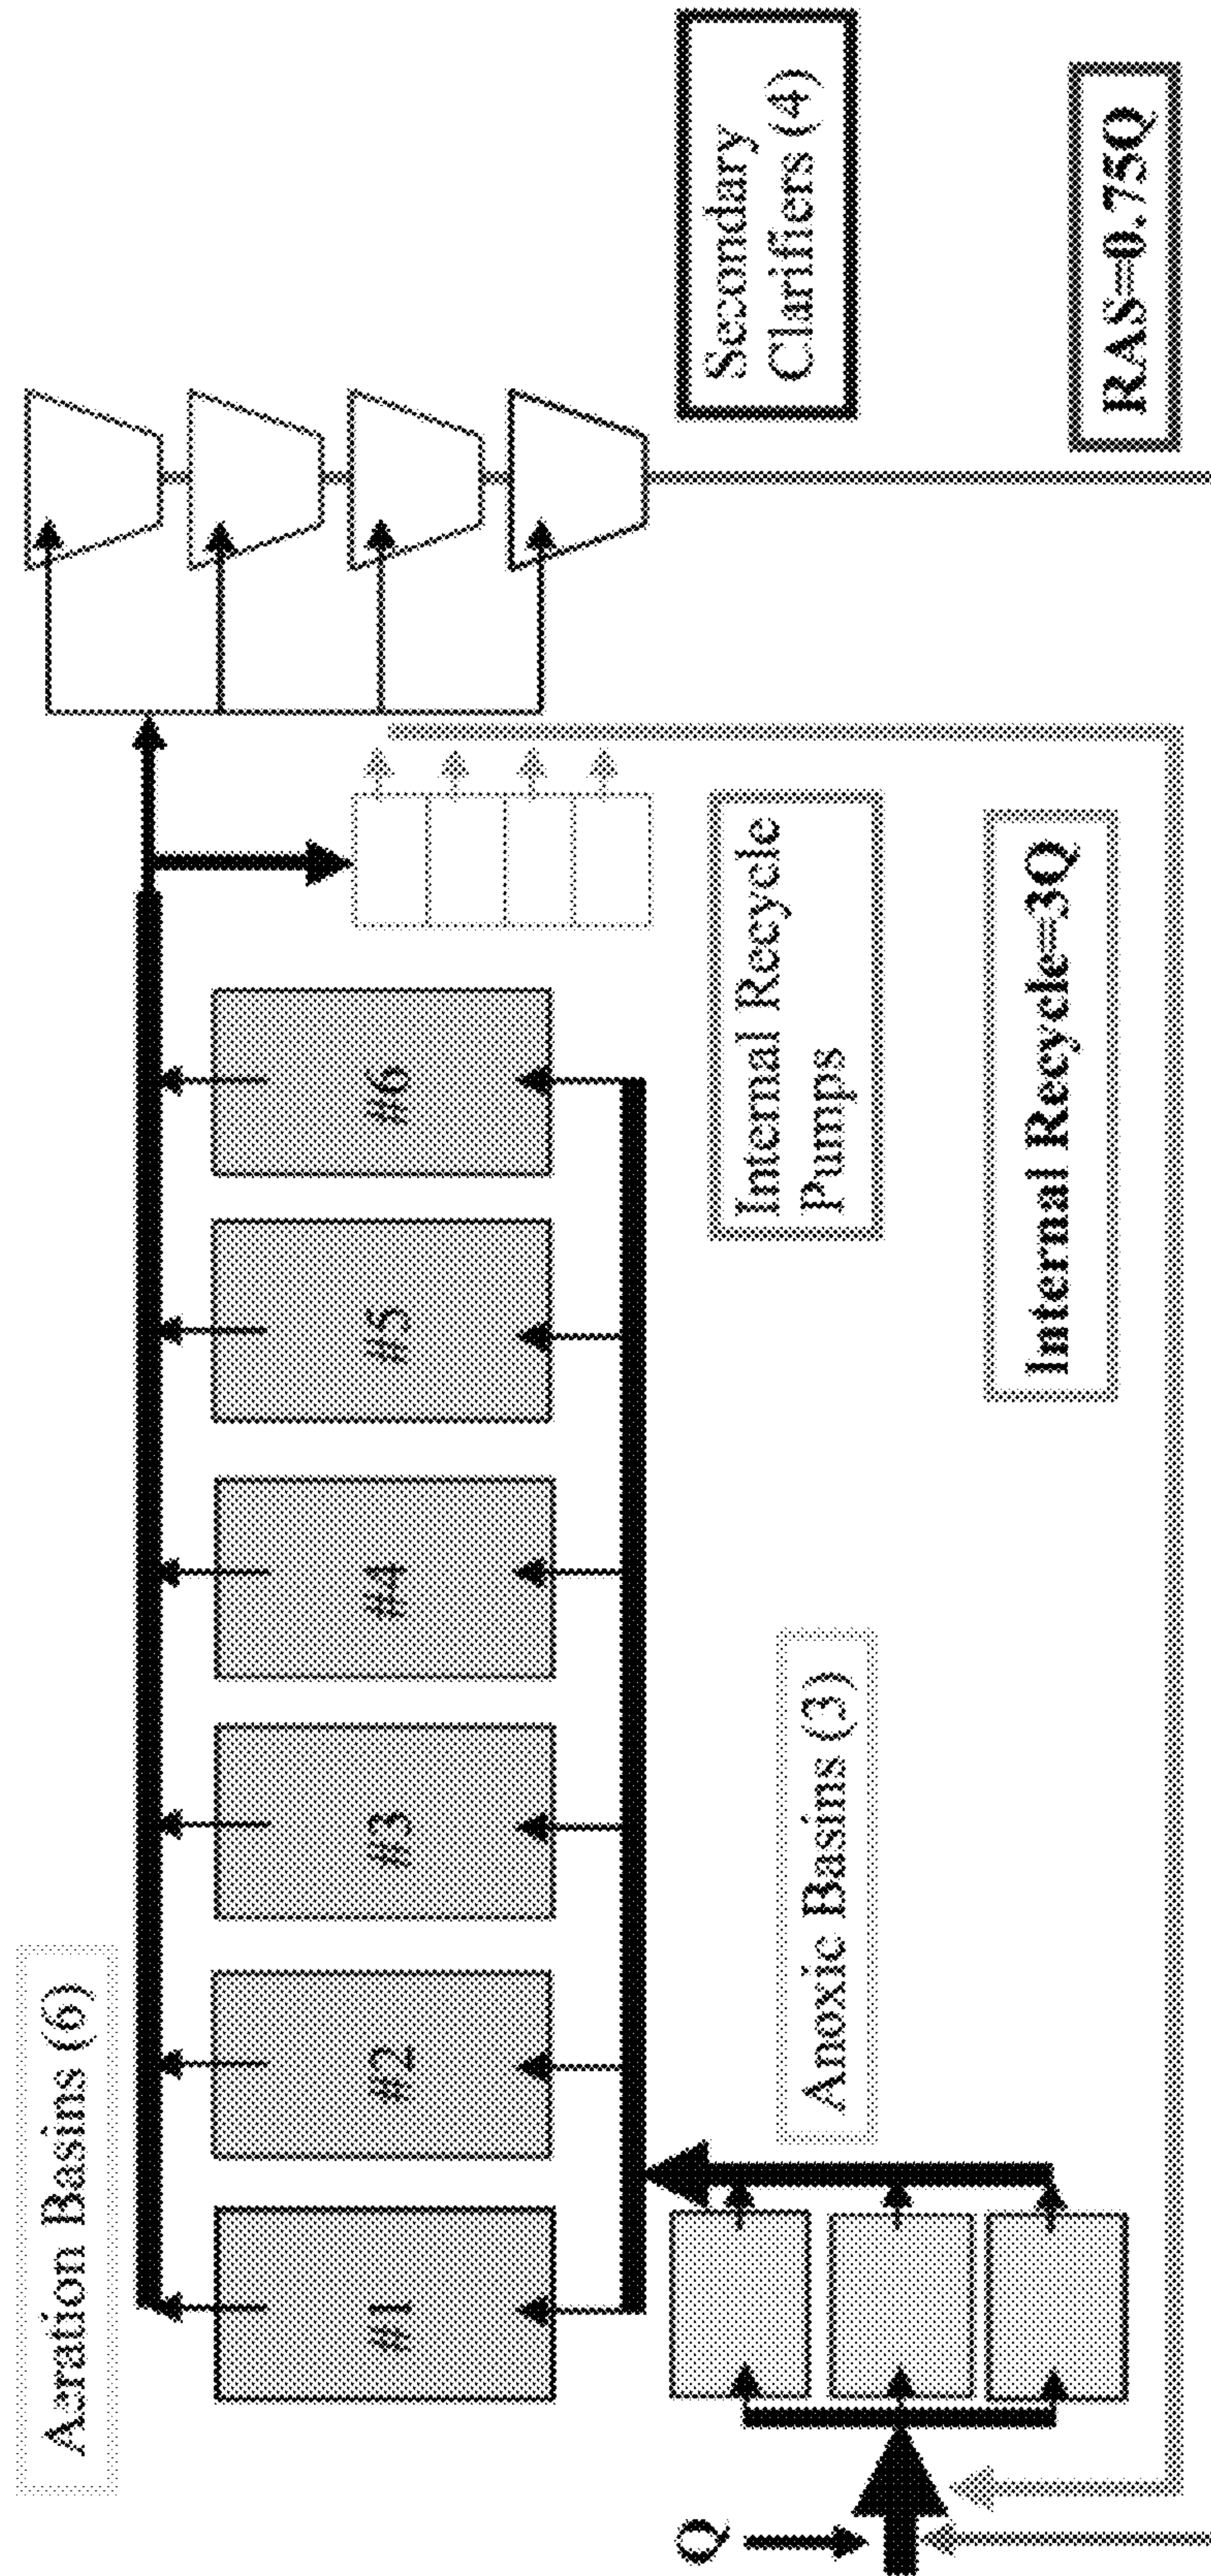 Aeration Basins (6)
#1
#2
#3
#4
#5
#6
Secondary
Clarifiers (4)
Internal Recycle
Pumps
Anoxic Basins (3)
Q
Internal Recycle=3Q
RAS=0.75Q